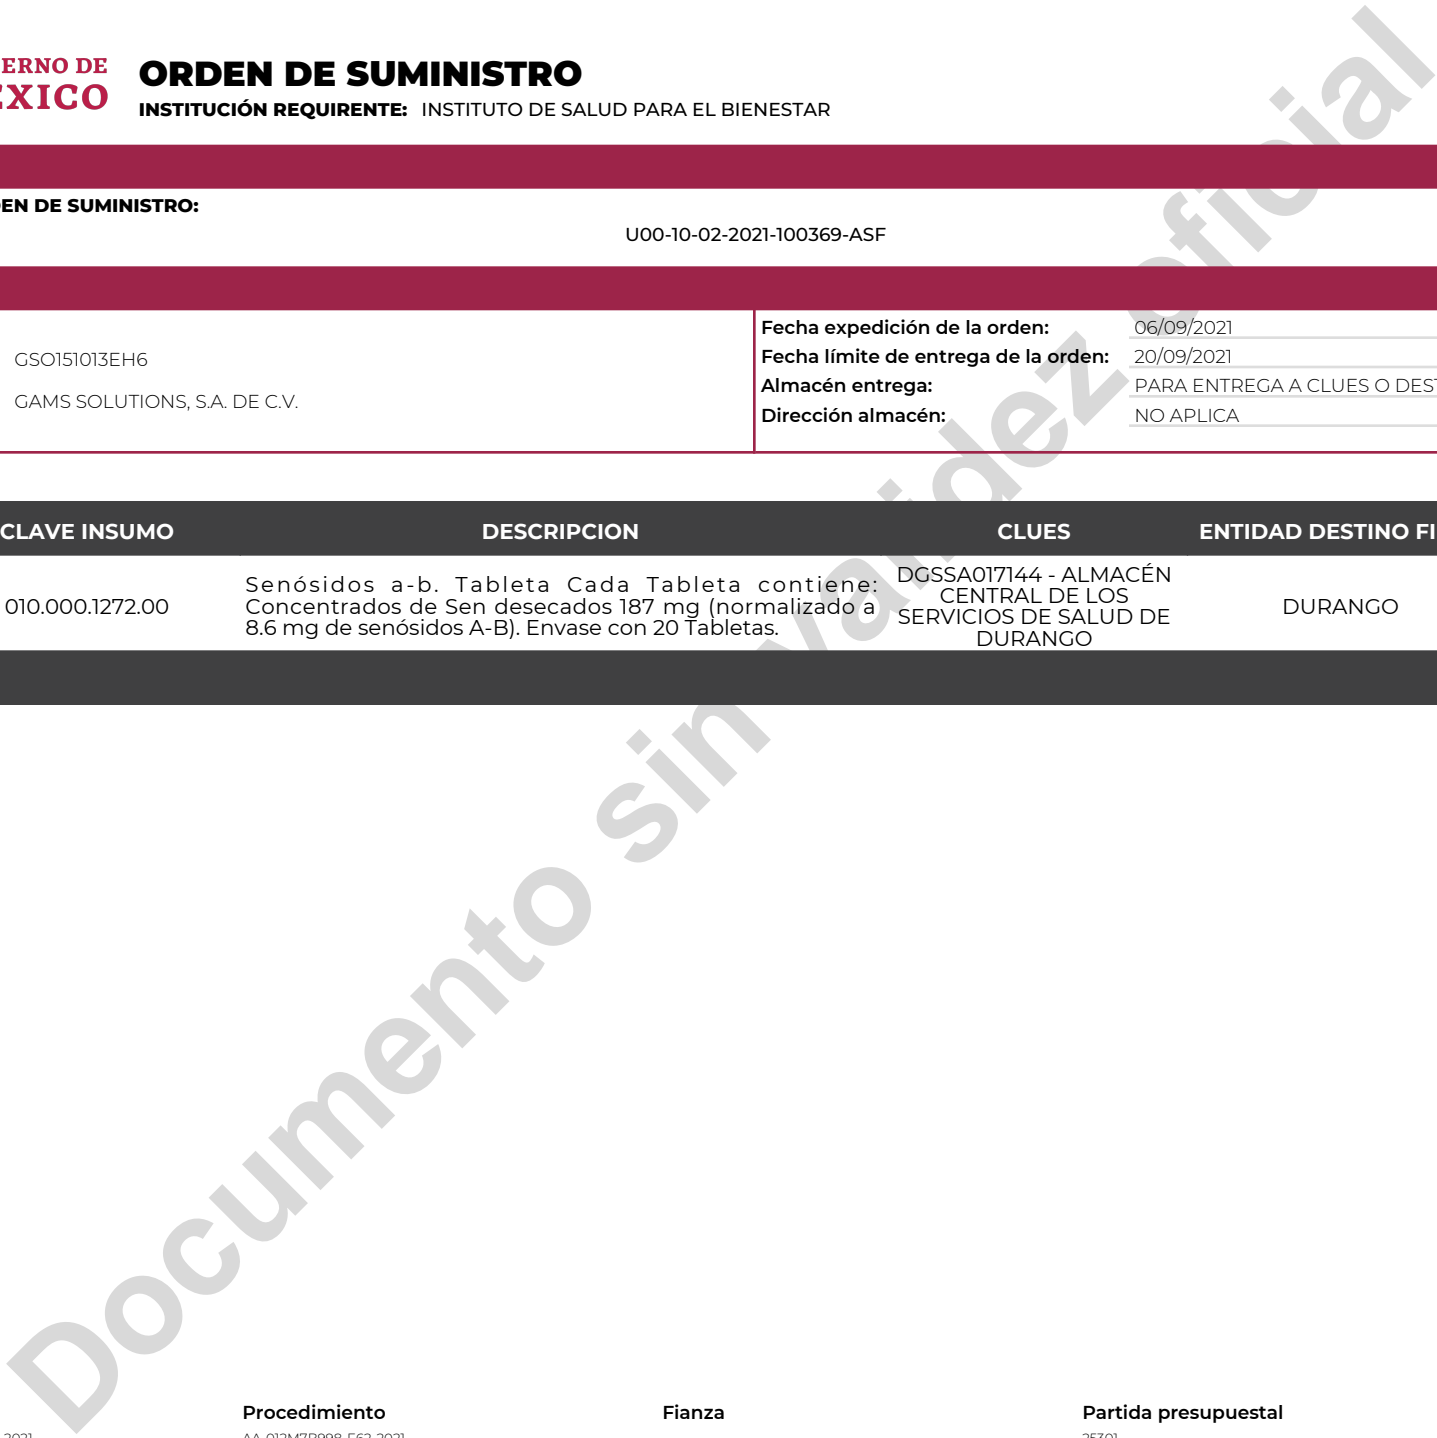 ERNO DE
XICO
ORDEN DE SUMINISTRO
INSTITUCIÓN REQUIRENTE: INSTITUTO DE SALUD PARA EL BIENESTAR
EN DE SUMINISTRO:
U00-10-02-2021-100369-ASF
GSO151013EH6
GAMS SOLUTIONS, S.A. DE C.V.
Fecha expedición de la orden: 06/09/2021
Fecha límite de entrega de la orden: 20/09/2021
Almacén entrega: PARA ENTREGA A CLUES O DEST
Dirección almacén: NO APLICA
CLAVE INSUMO DESCRIPCION CLUES ENTIDAD DESTINO FI
010.000.1272.00
Senósidos a-b. Tableta Cada Tableta contiene:
Concentrados de Sen desecados 187 mg (normalizado a
8.6 mg de senósidos A-B). Envase con 20 Tabletas.
DGSSA017144 - ALMACÉN
CENTRAL DE LOS
SERVICIOS DE SALUD DE
DURANGO
DURANGO
Documento sin validez oficial
Procedimiento Fianza Partida presupuestal